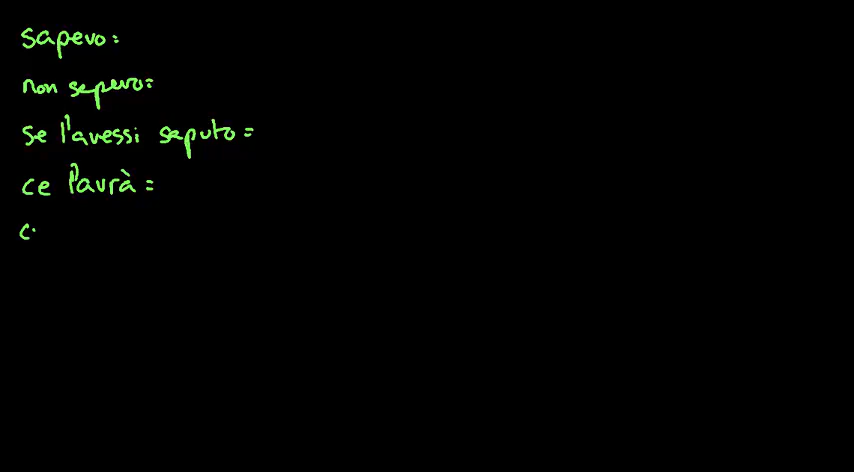 sapevo=
non sapevo=
se l'avessi saputo=
ce l'avrà=
c